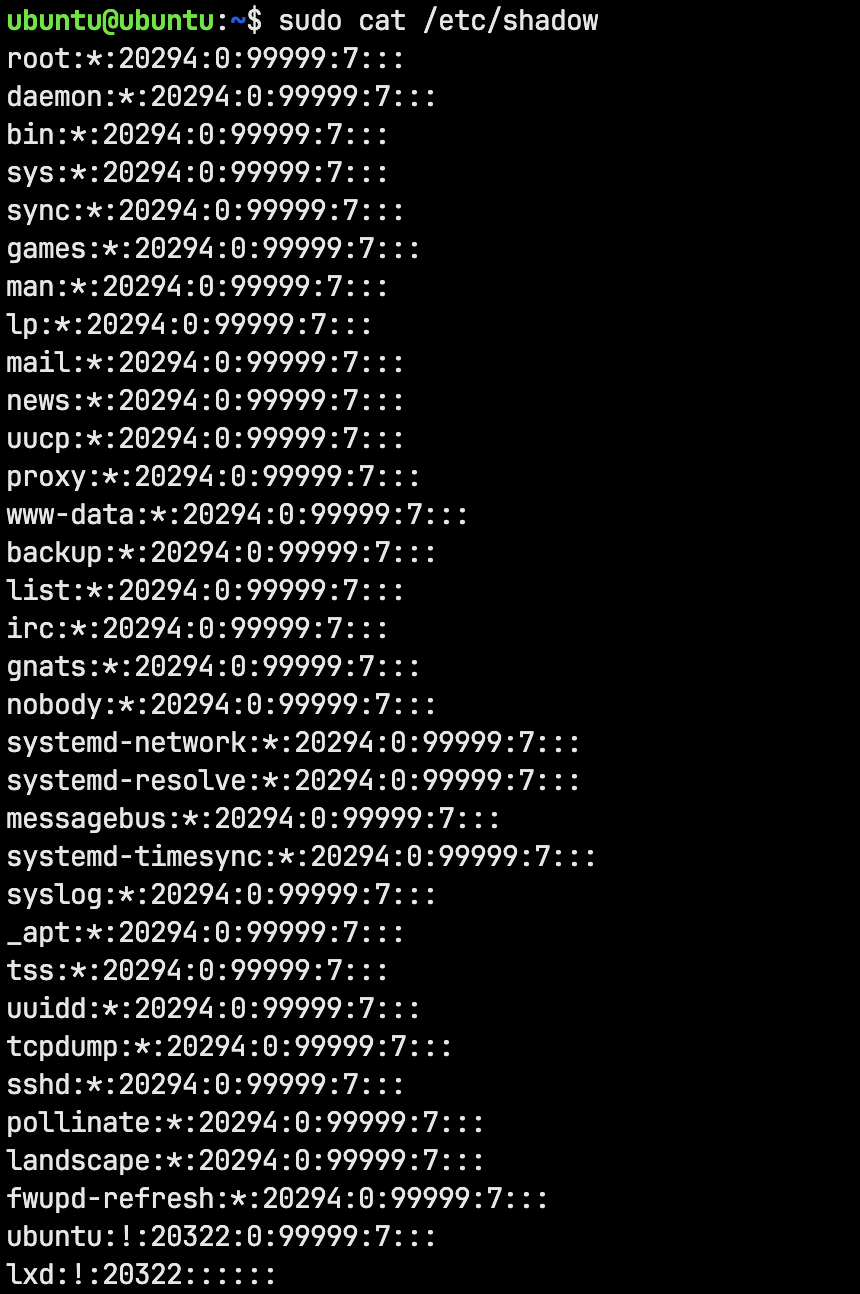 ubuntu@ubuntu:~$ sudo cat /etc/shadow
root:*:20294:0:99999:7:::
daemon:*:20294:0:99999:7:::
bin:*:20294:0:99999:7:::
sys:*:20294:0:99999:7:::
sync:*:20294:0:99999:7:::
games:*:20294:0:99999:7:::
man:*:20294:0:99999:7:::
lp:*:20294:0:99999:7:::
mail:*:20294:0:99999:7:::
news:*:20294:0:99999:7:::
uucp:*:20294:0:99999:7:::
proxy:*:20294:0:99999:7:::
www-data:*:20294:0:99999:7:::
backup:*:20294:0:99999:7:::
list:*:20294:0:99999:7:::
irc:*:20294:0:99999:7:::
gnats:*:20294:0:99999:7:::
nobody:*:20294:0:99999:7:::
systemd-network:*:20294:0:99999:7:::
systemd-resolve:*:20294:0:99999:7:::
messagebus:*:20294:0:99999:7:::
systemd-timesync:*:20294:0:99999:7:::
syslog:*:20294:0:99999:7:::
_apt:*:20294:0:99999:7:::
tss:*:20294:0:99999:7:::
uuidd:*:20294:0:99999:7:::
tcpdump:*:20294:0:99999:7:::
sshd:*:20294:0:99999:7:::
pollinate:*:20294:0:99999:7:::
landscape:*:20294:0:99999:7:::
fwupd-refresh:*:20294:0:99999:7:::
ubuntu:!:20322:0:99999:7:::
lxd:!:20322::::::